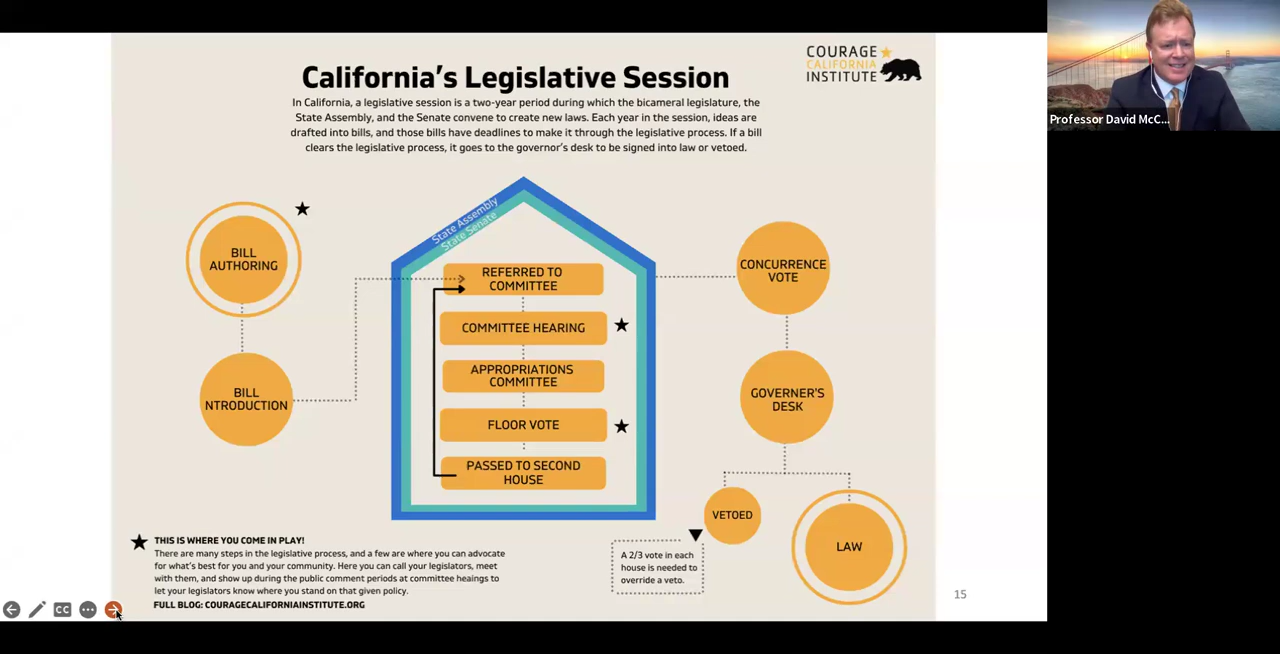 COURAGE
CALIFORNIA
INSTITUTE
California's Legislative Session
In California, a legislative session is a two-year period during which the bicameral legislature, the
State Assembly, and the Senate convene to create new laws. Each year in the session, ideas are
drafted into bills, and those bills have deadlines to make it through the legislative process. If a bill
clears the legislative process, it goes to the governor's desk to be signed into law or vetoed.
Professor David McC...
BILL
AUTHORING
BILL
NTRODUCTION
State Assembly
State Senate
REFERRED TO
COMMITTEE
COMMITTEE HEARING
APPROPRIATIONS
COMMITTEE
FLOOR VOTE
PASSED TO SECOND
HOUSE
CONCURRENCE
VOTE
GOVERNER'S
DESK
VETOED
LAW
A 2/3 vote in each
house is needed to
override a veto.
THIS IS WHERE YOU COME IN PLAY!
There are many steps in the legislative process, and a few are where you can advocate
for what's best for you and your community. Here you can call your legislators, meet
with them, and show up during the public comment periods at committee heaings to
let your legislators know where you stand on that given policy.
FULL BLOG: COURAGECALIFORNIAINSTITUTE.ORG
15
CC